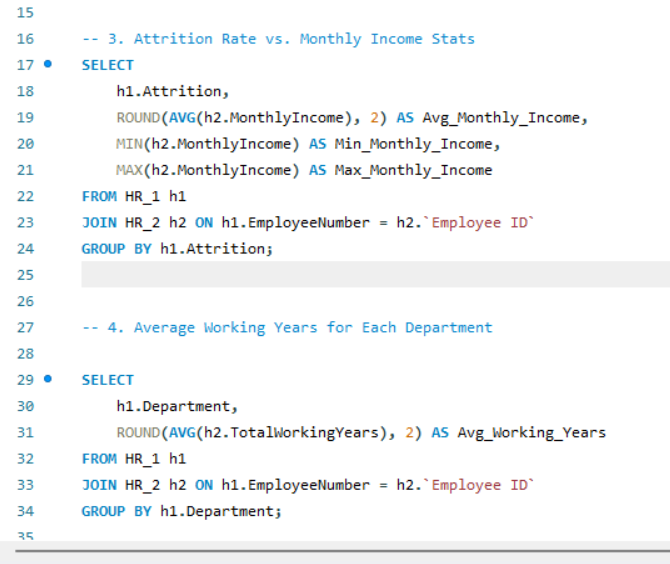 15
16 -- 3. Attrition Rate vs. Monthly Income Stats
17 SELECT
18 h1.Attrition,
19 ROUND(AVG(h2.MonthlyIncome), 2) AS Avg_Monthly_Income,
20 MIN(h2.MonthlyIncome) AS Min_Monthly_Income,
21 MAX(h2.MonthlyIncome) AS Max_Monthly_Income
22 FROM HR_1 h1
23 JOIN HR_2 h2 ON h1.EmployeeNumber = h2.`Employee ID`
24 GROUP BY h1.Attrition;
25
26
27 -- 4. Average Working Years for Each Department
28
29 SELECT
30 h1.Department,
31 ROUND(AVG(h2.TotalWorkingYears), 2) AS Avg_Working_Years
32 FROM HR_1 h1
33 JOIN HR_2 h2 ON h1.EmployeeNumber = h2.`Employee ID`
34 GROUP BY h1.Department;
35